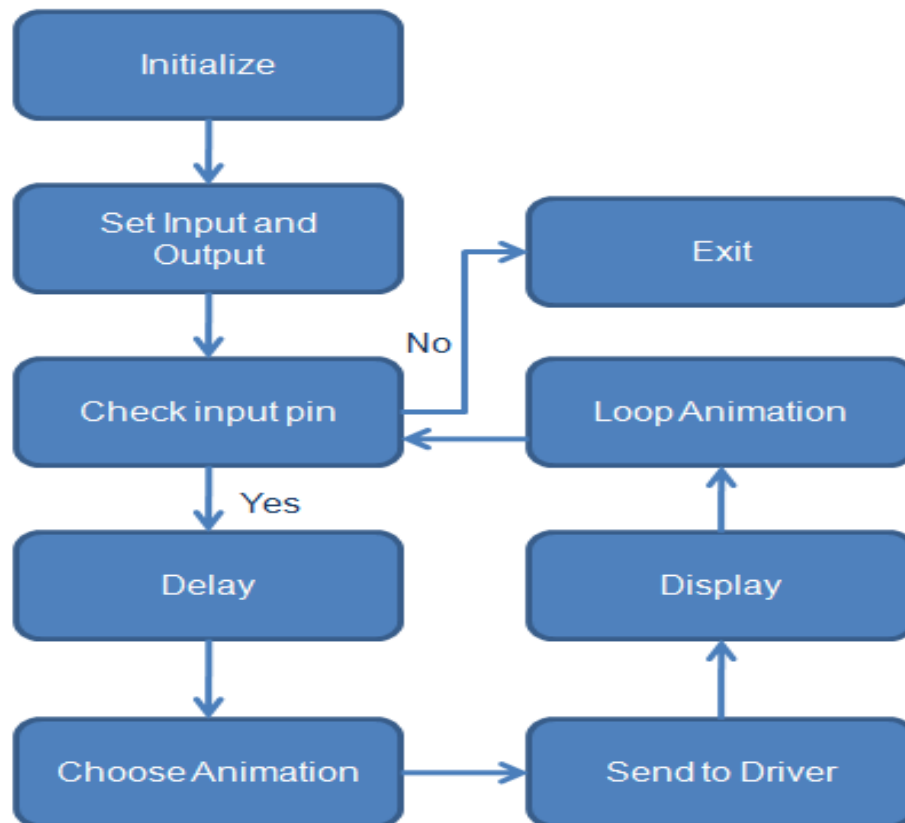 Initialize
Set Input and
Output
Exit
No
Check input pin
Loop Animation
Yes
Delay
Display
Choose Animation
Send to Driver